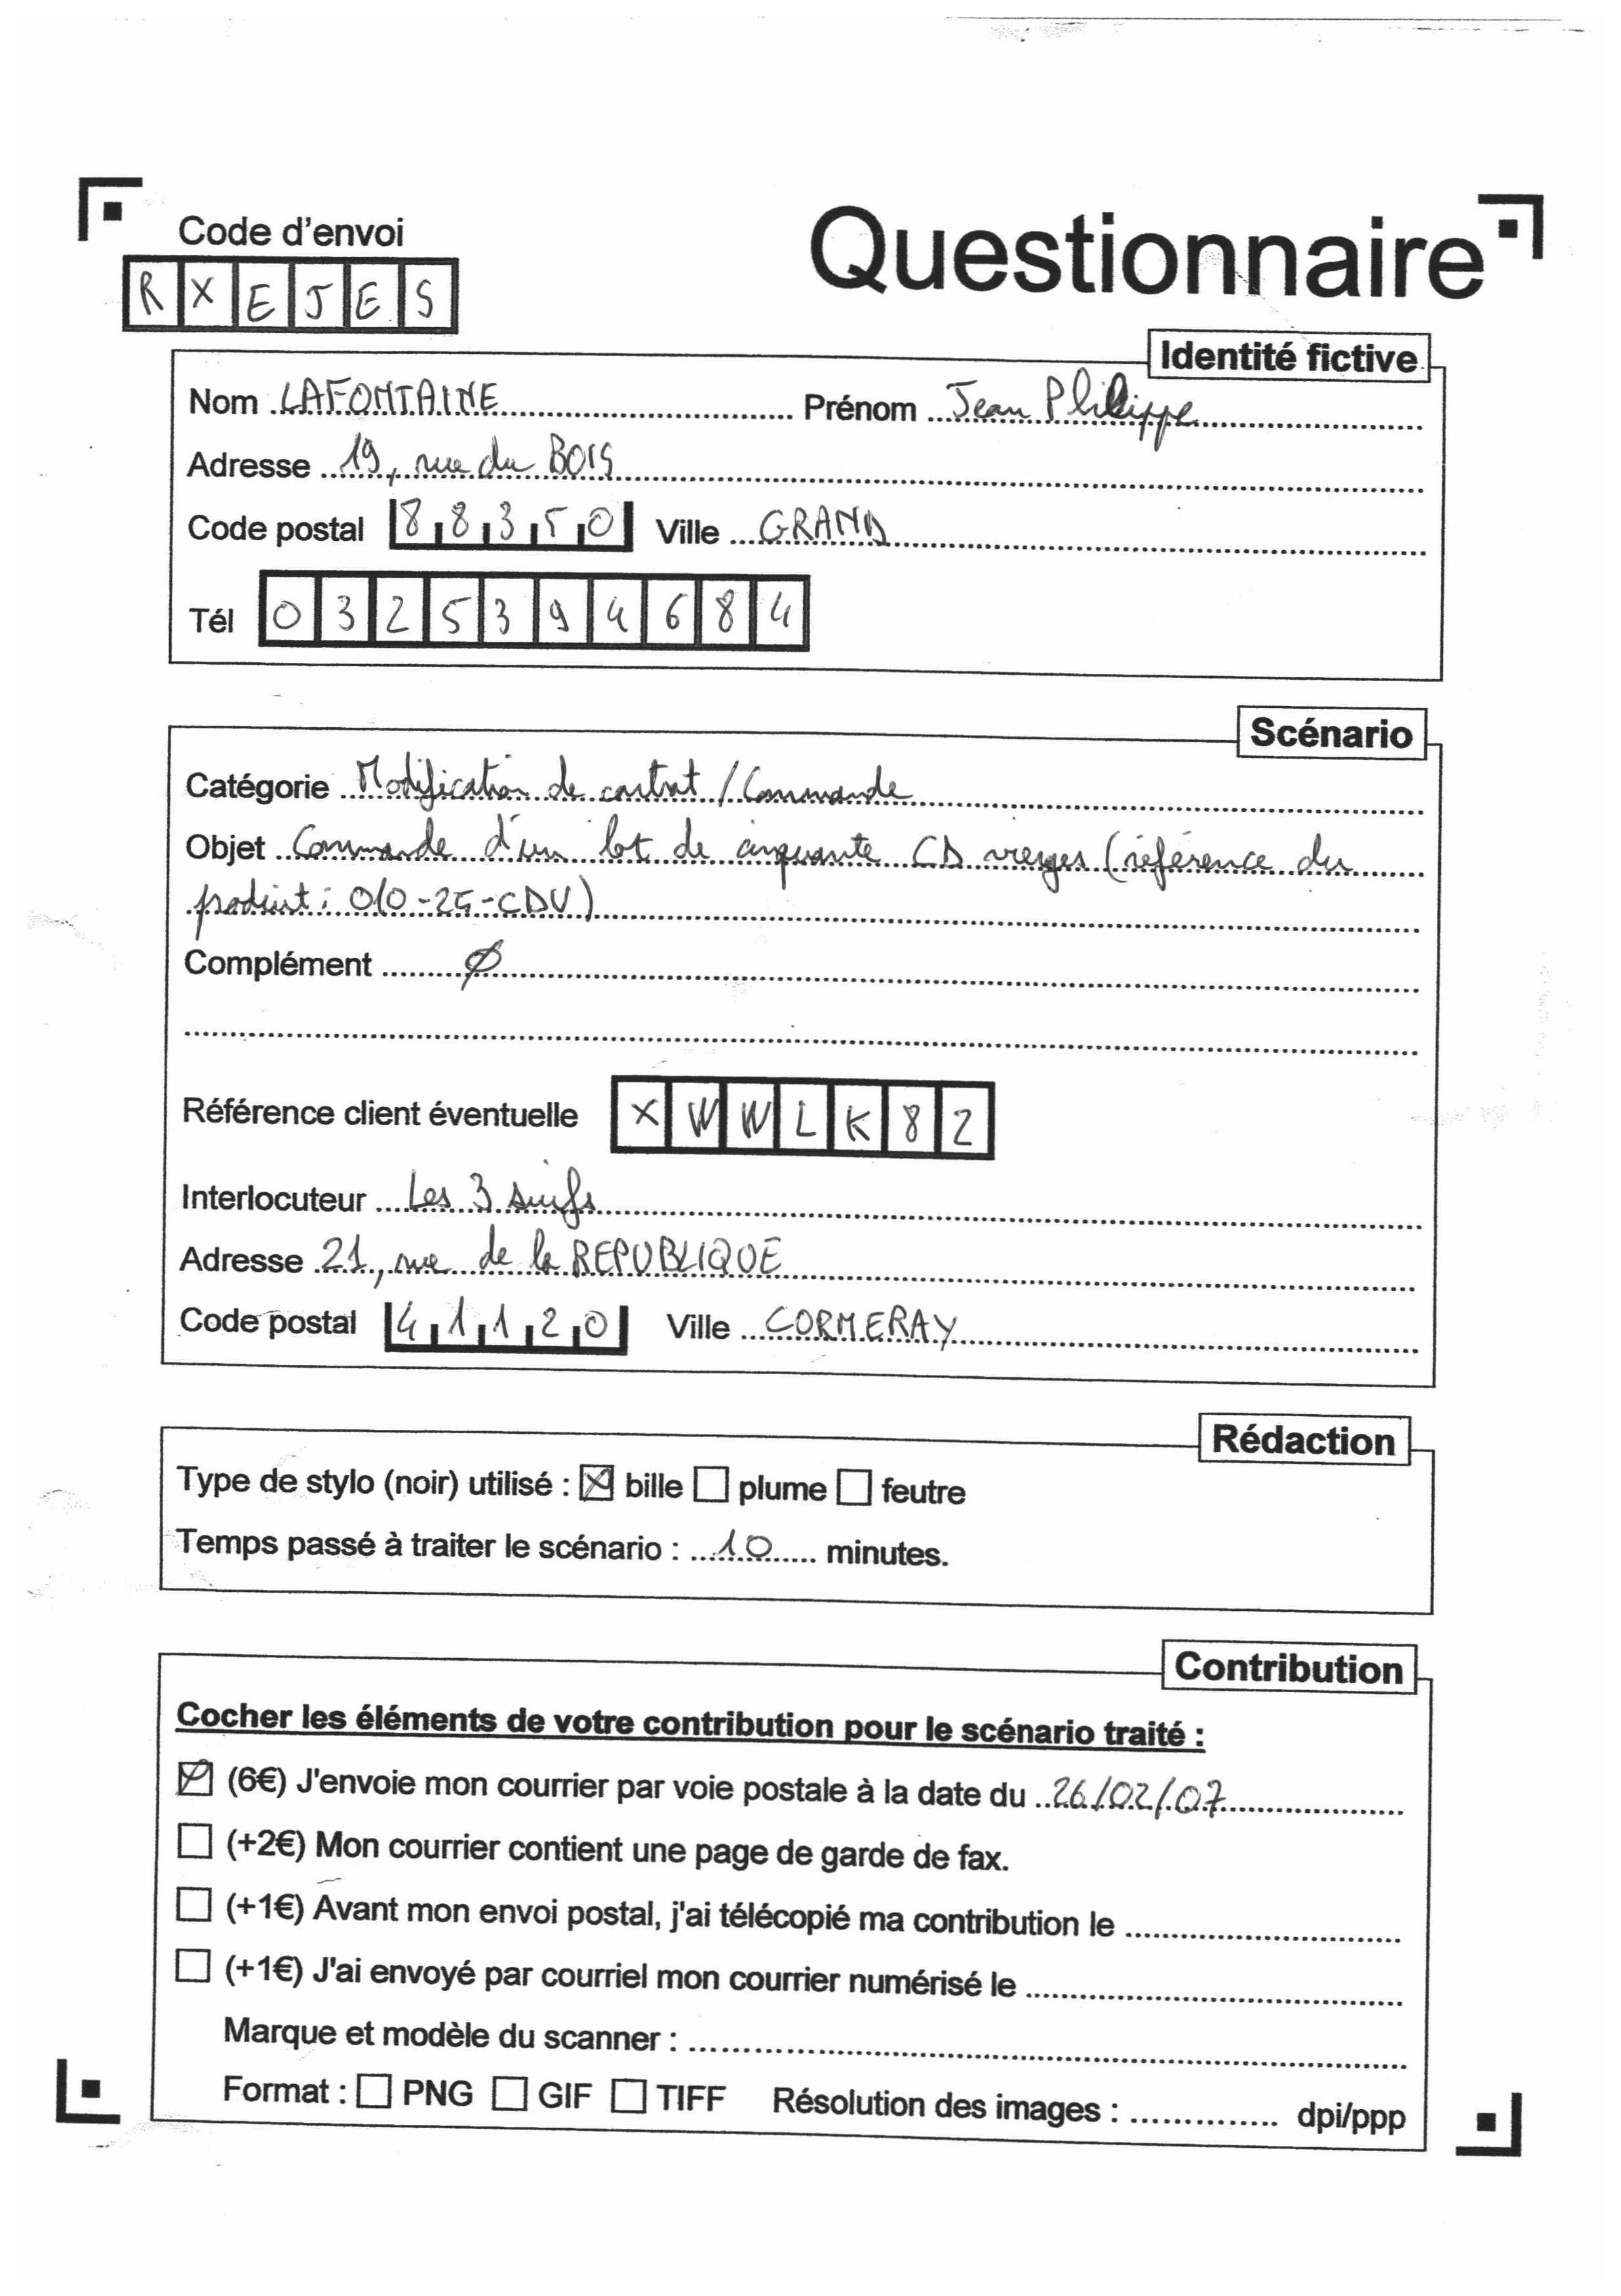 Code d'envoi
Questionnaire
R X E J E S
Identité fictive
Nom LAFONTAINE Prénom Jean Philippe
Adresse 19, rue du BOIS
Code postal 88350 Ville GRAND
Tél 0325394684
Scénario
Catégorie Modification de contrat / Commande
Objet Commande d'un lot de cinquante CD vierges (référence du
produit : 010-25-CDV)
Complément Ø
Référence client éventuelle X W W L K 8 2
Interlocuteur Les 3 suifs
Adresse 21, rue de la REPUBLIQUE
Code postal 41120 Ville CORMERAY
Rédaction
Type de stylo (noir) utilisé : ☒ bille ☐ plume ☐ feutre
Temps passé à traiter le scénario : 10 minutes.
Contribution
Cocher les éléments de votre contribution pour le scénario traité :
☒ (6€) J'envoie mon courrier par voie postale à la date du 26/02/07
☐ (+2€) Mon courrier contient une page de garde de fax.
☐ (+1€) Avant mon envoi postal, j'ai télécopié ma contribution le
☐ (+1€) J'ai envoyé par courriel mon courrier numérisé le
Marque et modèle du scanner :
Format : ☐ PNG ☐ GIF ☐ TIFF Résolution des images : dpi/ppp